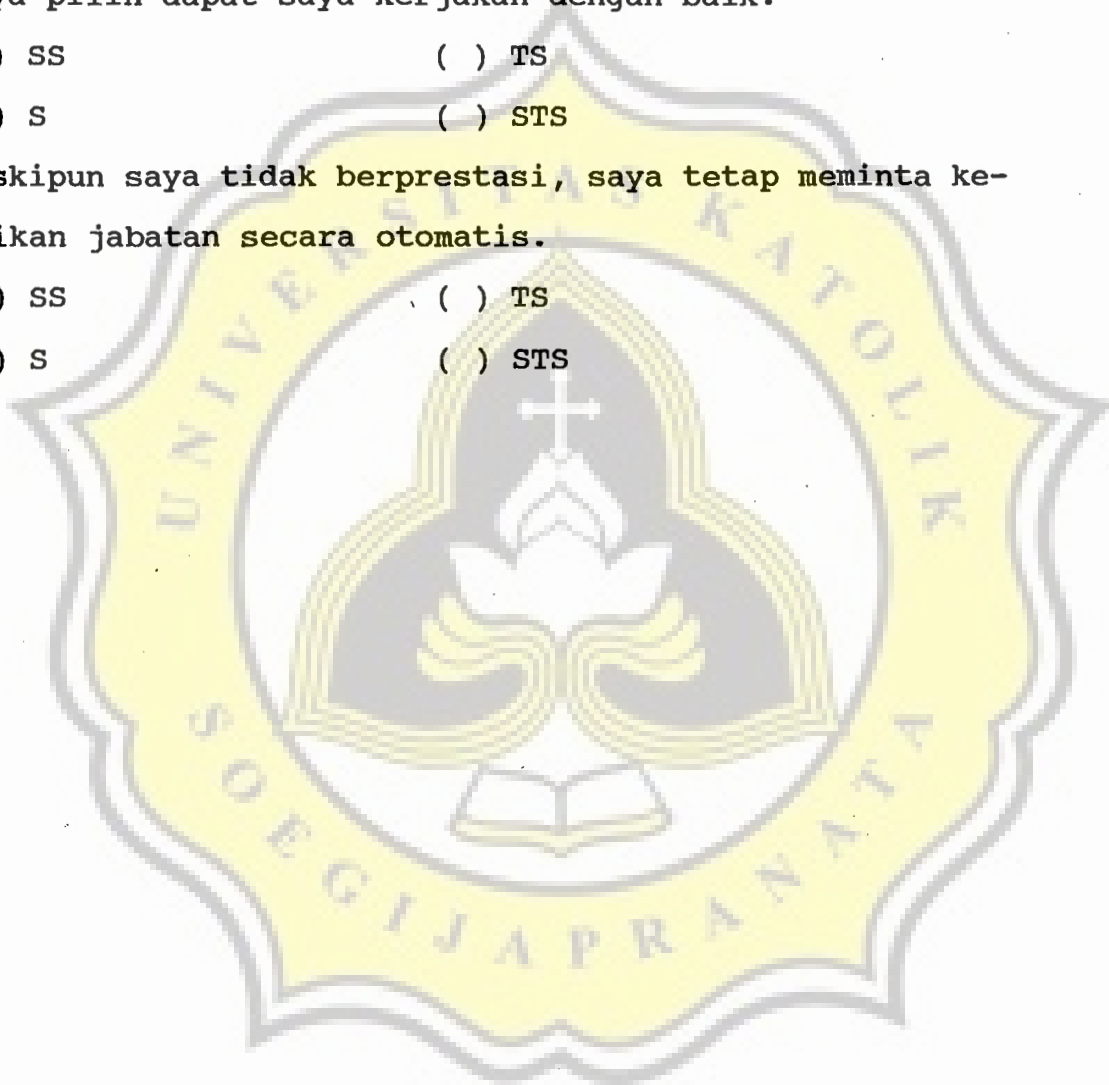 pilih dapat saya kerjakan dengan baik.
) SS ( ) TS
) S ( ) STS
skipun saya tidak berprestasi, saya tetap meminta ke-
ikan jabatan secara otomatis.
) SS ( ) TS
) S ( ) STS
UNIVERSITAS KATOLIK
SOEGIJAPRANATA